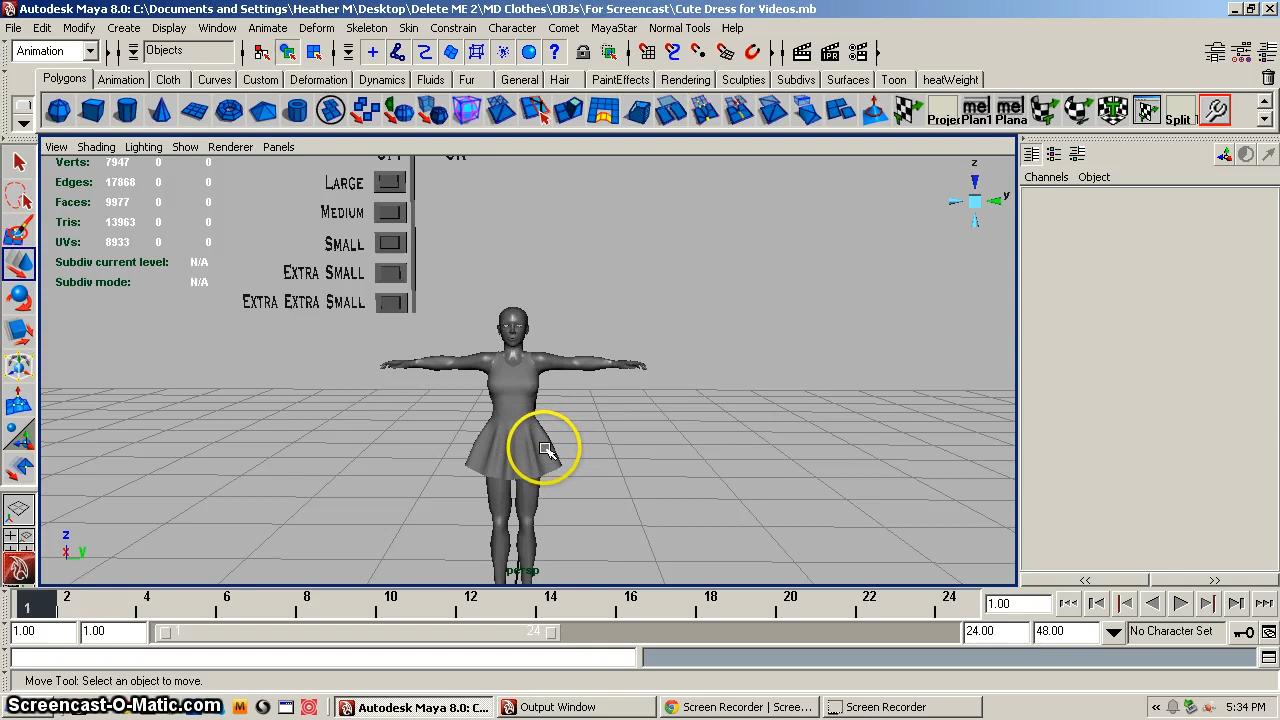 Autodesk Maya 8.0: C:\Documents and Settings\Heather M\Desktop\Delete ME 2\MD Clothes\OBJs\For Screencast\Cute Dress for Videos.mb
File Edit Modify Create Display Window Animate Deform Skeleton Skin Constrain Character Comet MayaStar Normal Tools Help
Animation Objects
Polygons Animation Cloth Curves Custom Deformation Dynamics Fluids Fur General Hair PaintEffects Rendering Sculpties Subdivs Surfaces Toon heatWeight
Projer Plan1 Plana Split
View Shading Lighting Show Renderer Panels
Channels Object
Verts: 7947 0 0
Edges: 17868 0 0
Faces: 9977 0 0
Tris: 13963 0 0
UVs: 8933 0 0
Subdiv current level: N/A
Subdiv mode: N/A
LARGE
MEDIUM
SMALL
EXTRA SMALL
EXTRA EXTRA SMALL
z
y
z
x y
persp
<< >>
1 2 4 6 8 10 12 14 16 18 20 22 24 1.00
1.00 1.00 1 24 24.00 48.00 No Character Set
Move Tool: Select an object to move.
Screencast-O-Matic.com
Autodesk Maya 8.0: C:... Output Window Screen Recorder | Scree... Screen Recorder « 5:34 PM